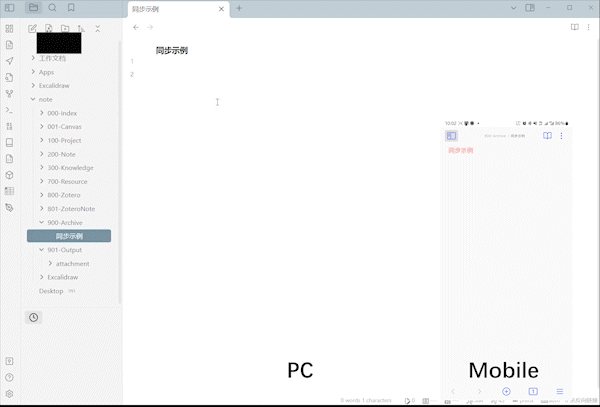 同步示例
同步示例
1
2
工作文档
Apps
Excalidraw
note
000-Index
001-Canvas
100-Project
200-Note
300-Knowledge
700-Resource
800-Zotero
801-ZoteroNote
900-Archive
同步示例
901-Output
attachment
Excalidraw
Desktop
10:02
86%
同步示例
同步示例
PC
Mobile
0 words 1 characters
0